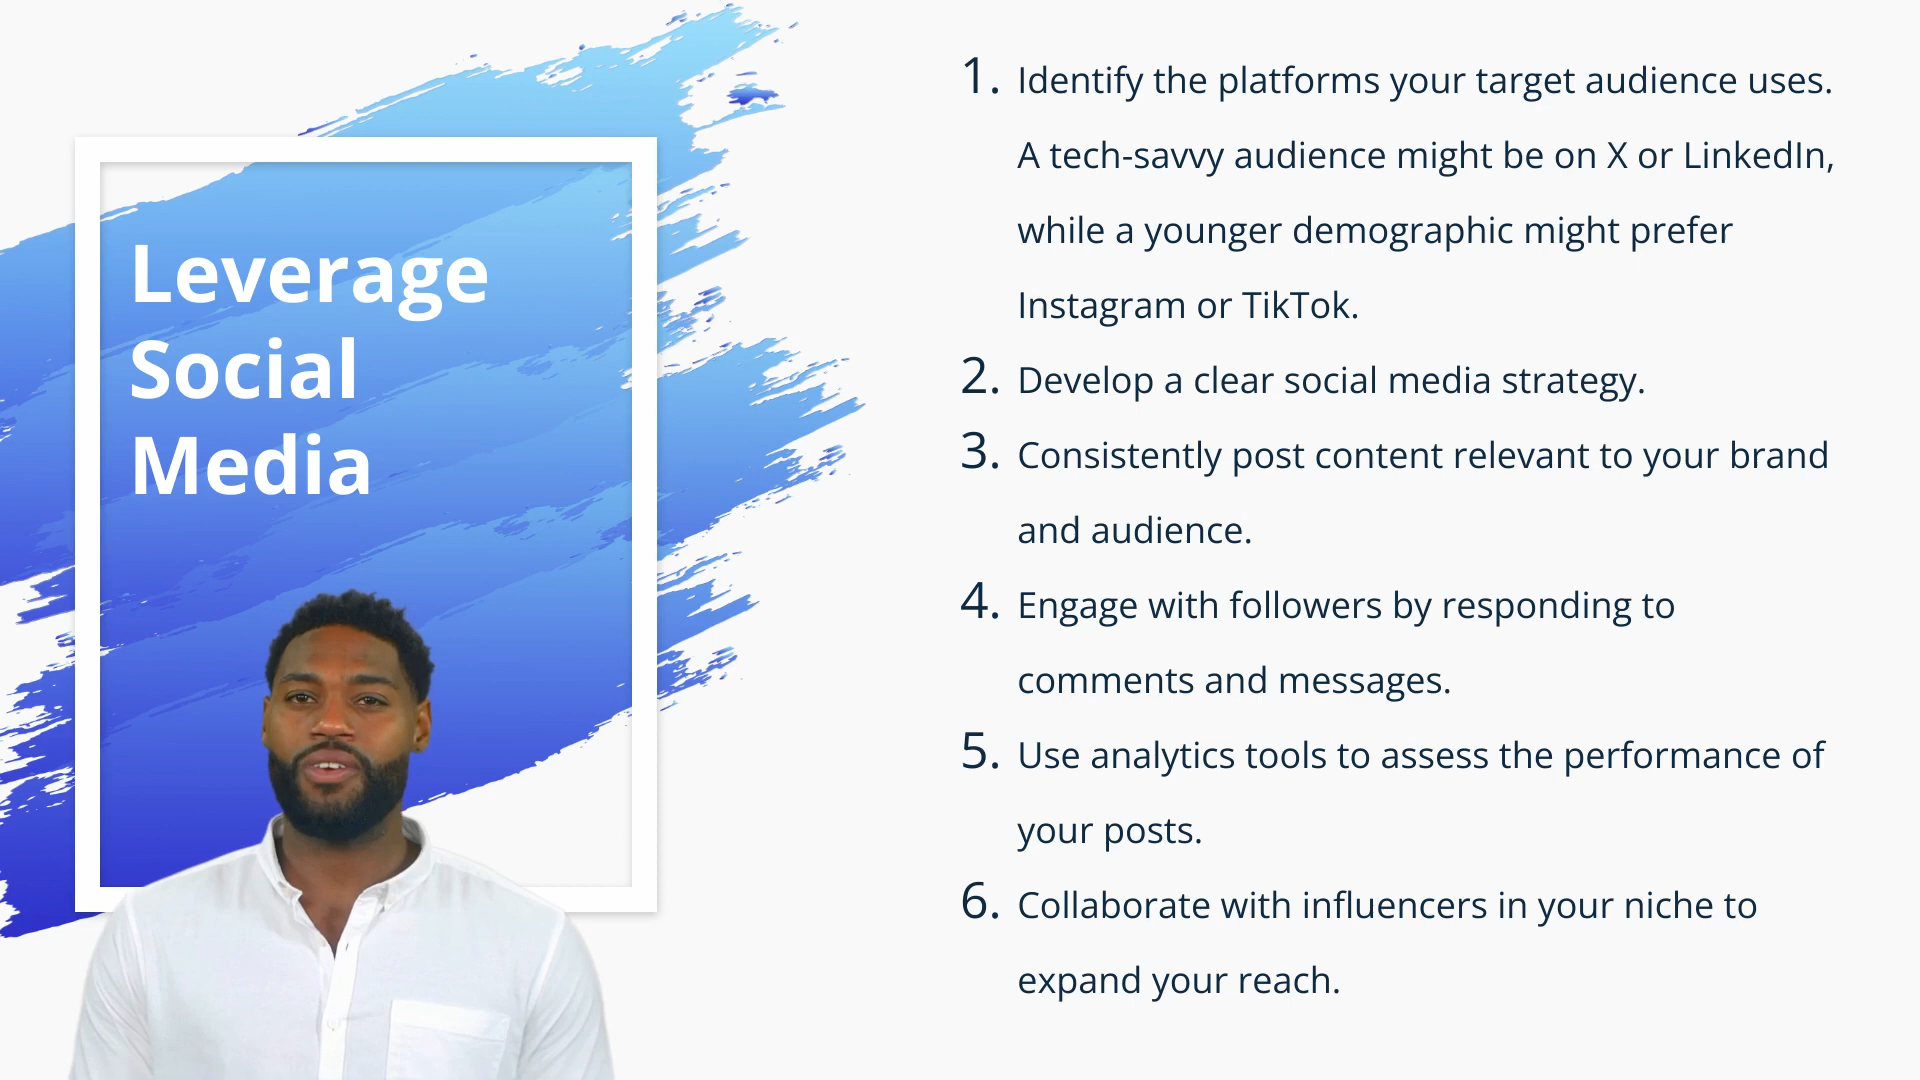 Leverage
Social
Media
1. Identify the platforms your target audience uses.
A tech-savvy audience might be on X or LinkedIn,
while a younger demographic might prefer
Instagram or TikTok.
2. Develop a clear social media strategy.
3. Consistently post content relevant to your brand
and audience.
4. Engage with followers by responding to
comments and messages.
5. Use analytics tools to assess the performance of
your posts.
6. Collaborate with influencers in your niche to
expand your reach.